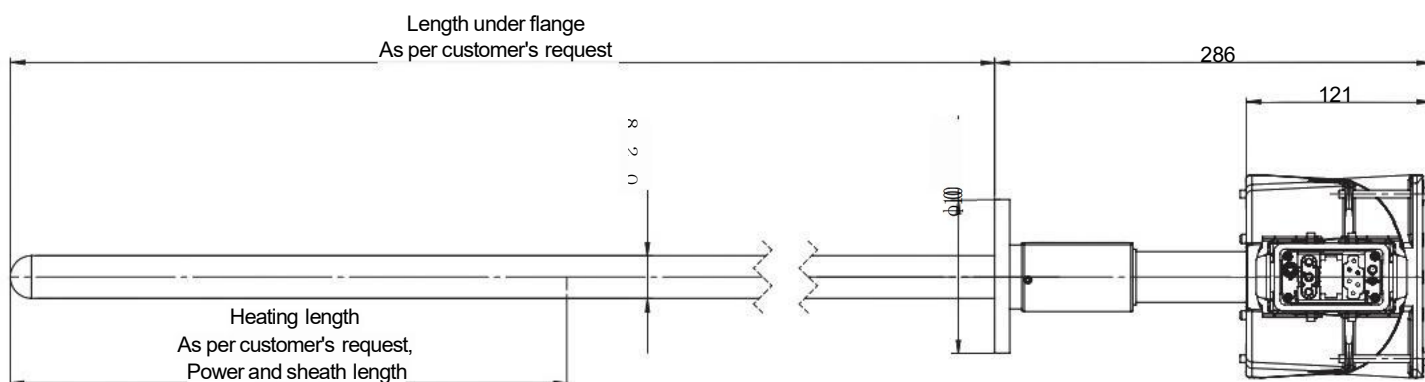 Length under flange
As per customer's request
286
121
Heating length
As per customer's request,
Power and sheath length